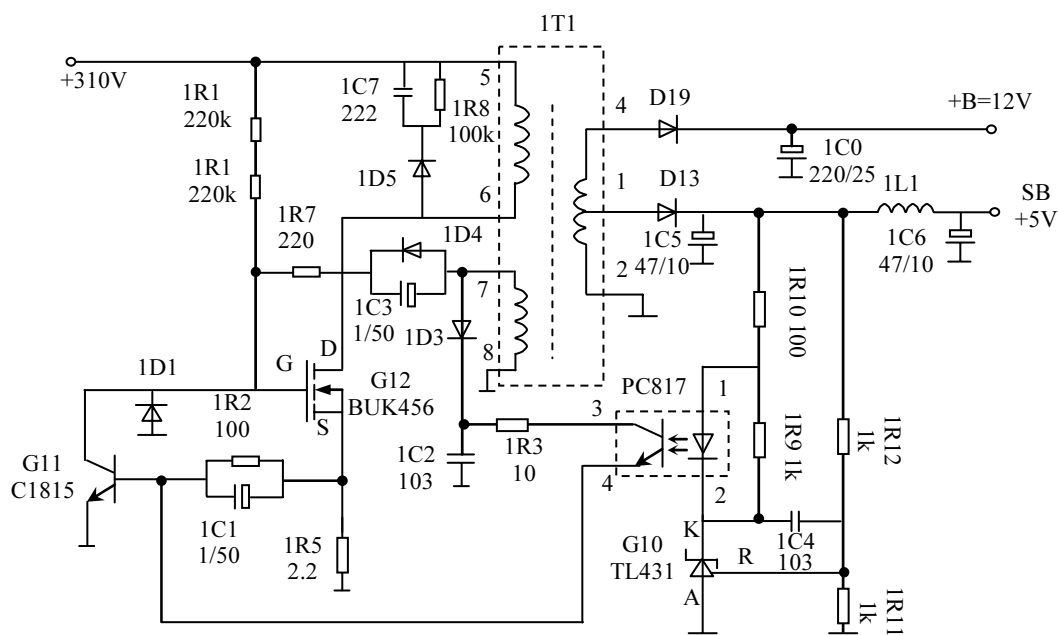 1T1
+310V
5
1R1
220k
1C7
222
1R8
100k
4
D19
+B=12V
1C0
220/25
1R1
220k
1D5
6
1
D13
1L1
SB
+5V
1R7
220
1D4
1C5
47/10
1C6
47/10
2
7
1C3
1/50
1D3
8
1R10 100
1D1
G
D
G12
BUK456
S
PC817
1
1R2
100
3
1R3
10
1R9 1k
1R12
1k
G11
C1815
1C2
103
4
2
1C1
1/50
1R5
2.2
K
G10
TL431
R
A
1C4
103
1R11
1k